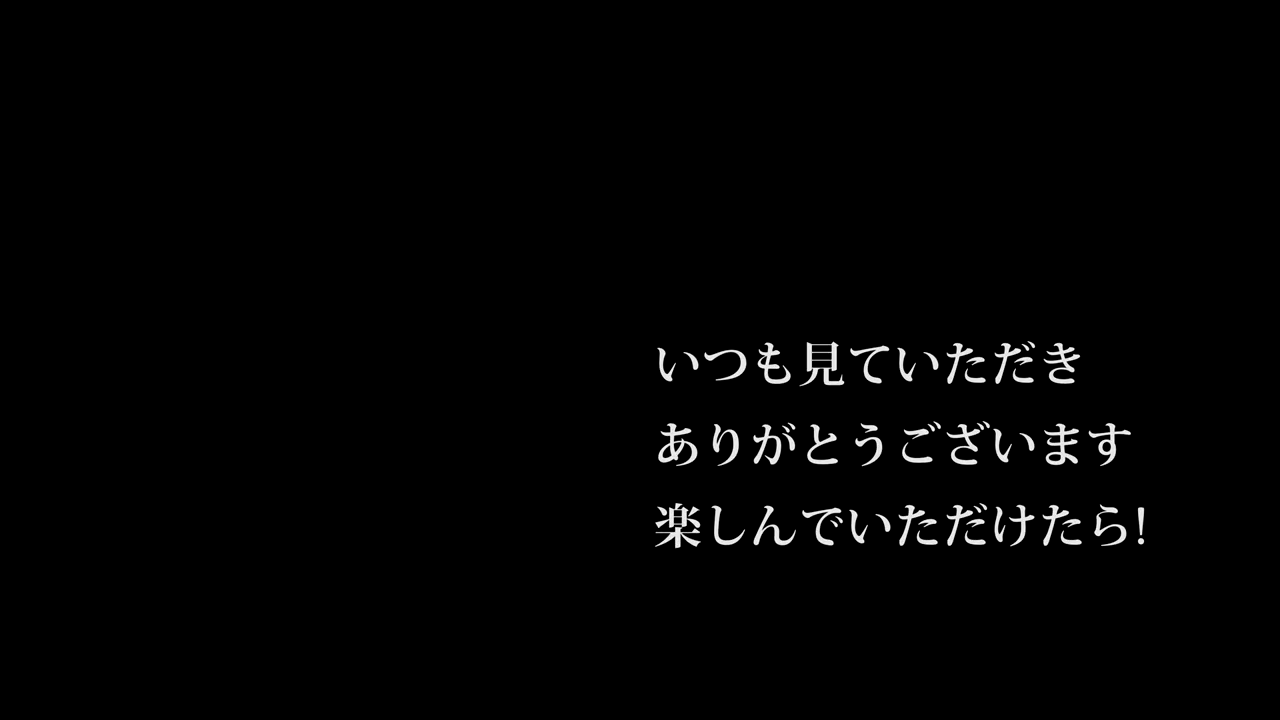 いつも見ていただき
ありがとうございます
楽しんでいただけたら!